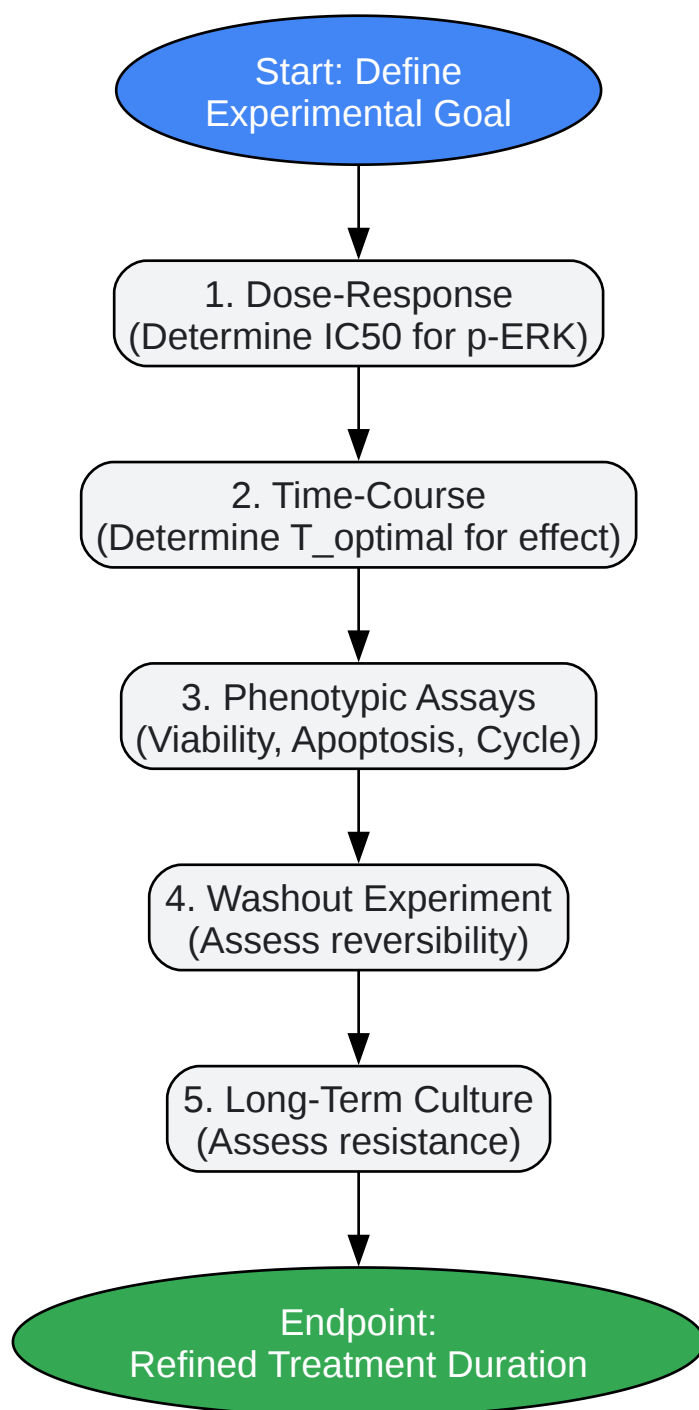 Start: Define
Experimental Goal
1. Dose-Response
(Determine IC50 for p-ERK)
2. Time-Course
(Determine T_optimal for effect)
3. Phenotypic Assays
(Viability, Apoptosis, Cycle)
4. Washout Experiment
(Assess reversibility)
5. Long-Term Culture
(Assess resistance)
Endpoint:
Refined Treatment Duration